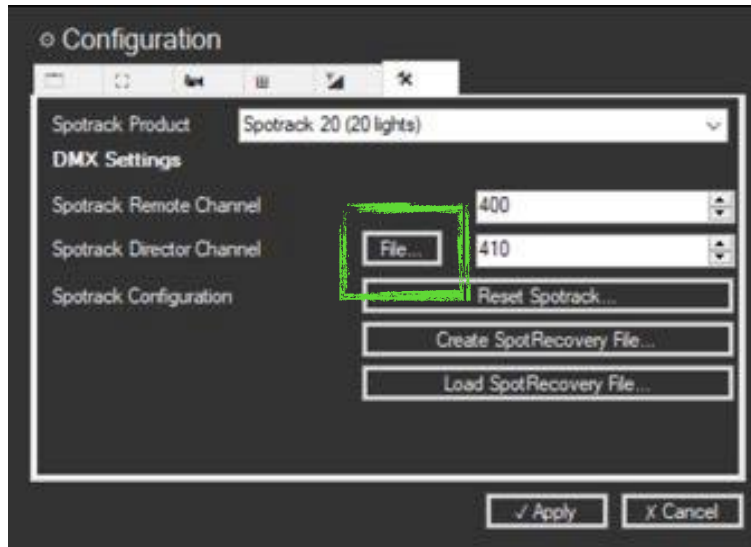 Configuration
Spotrack Product Spotrack 20 (20 lights)
DMX Settings
Spotrack Remote Channel 400
Spotrack Director Channel File... 410
Spotrack Configuration Reset Spotrack...
Create SpotRecovery File...
Load SpotRecovery File...
✓ Apply X Cancel